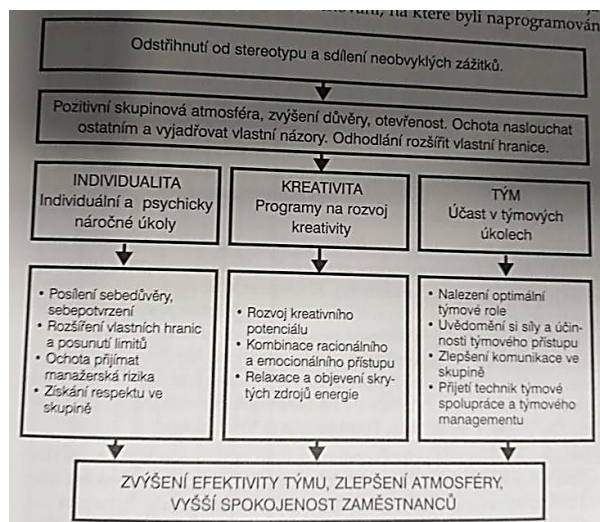 na které byli naprogramován
Odstřihnutí od stereotypu a sdílení neobvyklých zážitků.
Pozitivní skupinová atmosféra, zvýšení důvěry, otevřenost. Ochota naslouchat
ostatním a vyjadřovat vlastní názory. Odhodlání rozšířit vlastní hranice.
INDIVIDUALITA
Individuální a psychicky
náročné úkoly
KREATIVITA
Programy na rozvoj
kreativity
TÝM
Účast v týmových
úkolech
• Posílení sebedůvěry,
sebepotvrzení
• Rozšíření vlastních hranic
a posunutí limitů
• Ochota přijímat
manažerská rizika
• Získání respektu ve
skupině
• Rozvoj kreativního
potenciálu
• Kombinace racionálního
a emocionálního přístupu
• Relaxace a objevení skry-
tých zdrojů energie
• Nalezení optimální
týmové role
• Uvědomění si síly a účin-
nosti týmového přístupu
• Zlepšení komunikace ve
skupině
• Přijetí technik týmové
spolupráce a týmového
managementu
ZVÝŠENÍ EFEKTIVITY TÝMU, ZLEPŠENÍ ATMOSFÉRY,
VYŠŠÍ SPOKOJENOST ZAMĚSTNANCŮ